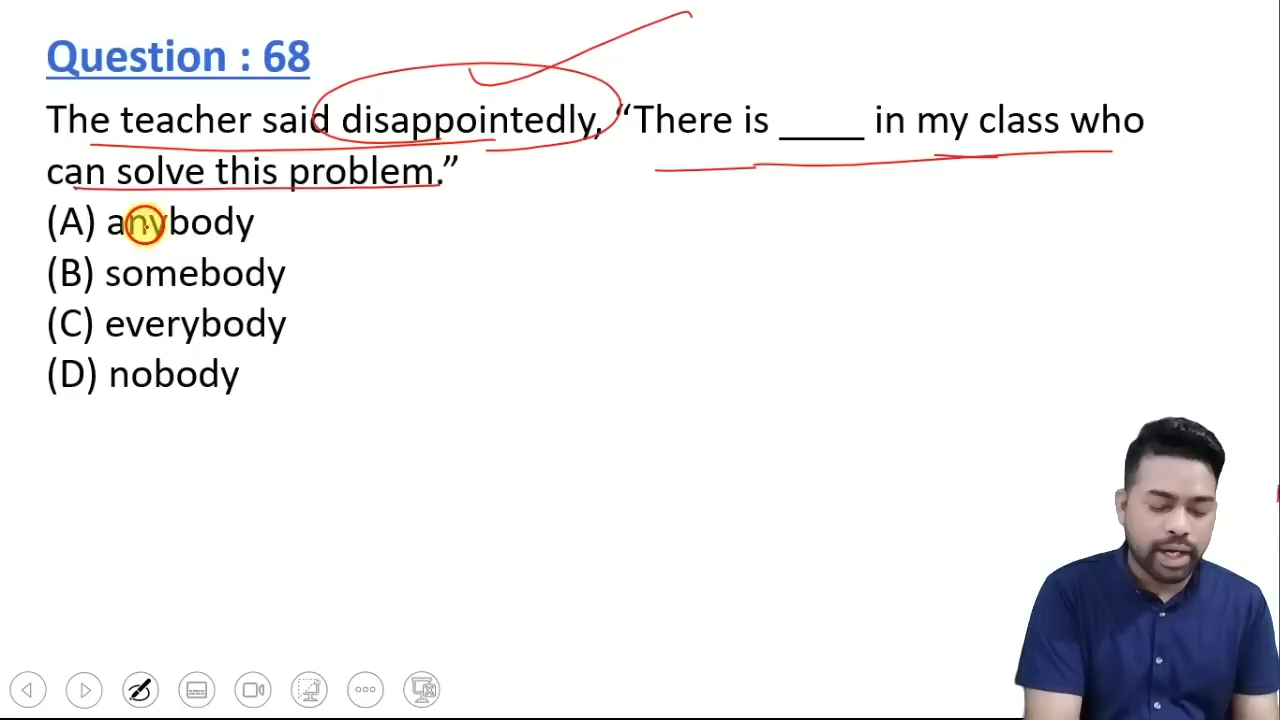 Question : 68
The teacher said disappointedly, “There is ____ in my class who
can solve this problem.”
(A) anybody
(B) somebody
(C) everybody
(D) nobody